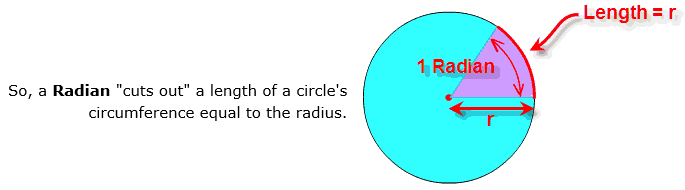 So, a Radian "cuts out" a length of a circle's
circumference equal to the radius.
Length = r
1 Radian
r